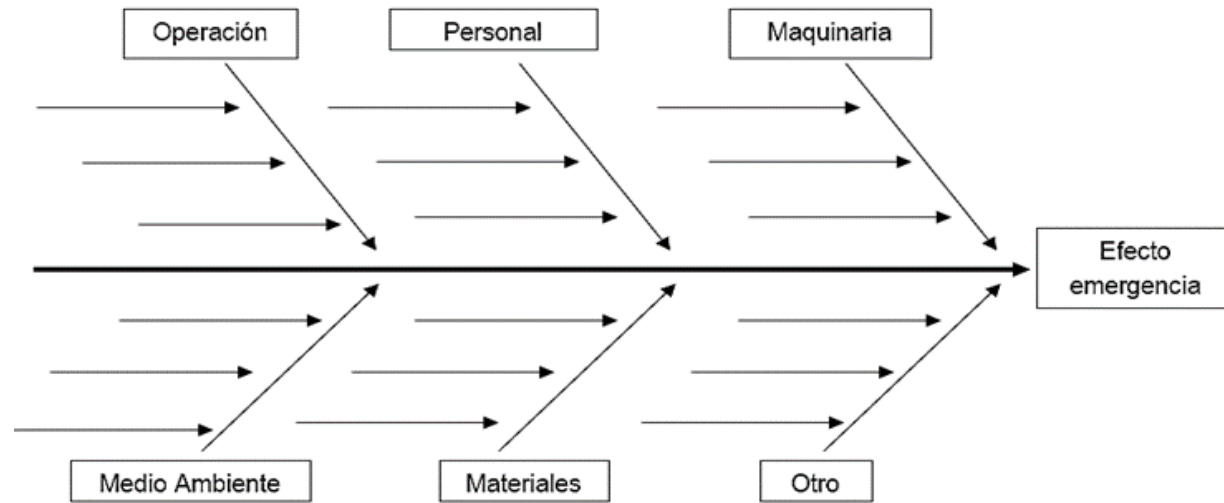 Operación
Personal
Maquinaria
Efecto
emergencia
Medio Ambiente
Materiales
Otro